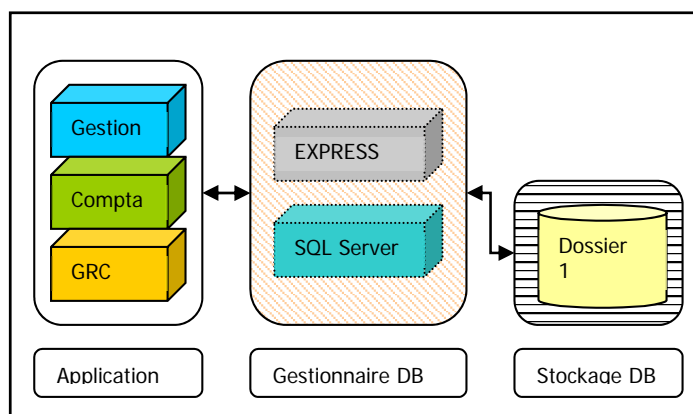 Gestion
Compta
GRC
EXPRESS
SQL Server
Dossier
1
Application
Gestionnaire DB
Stockage DB